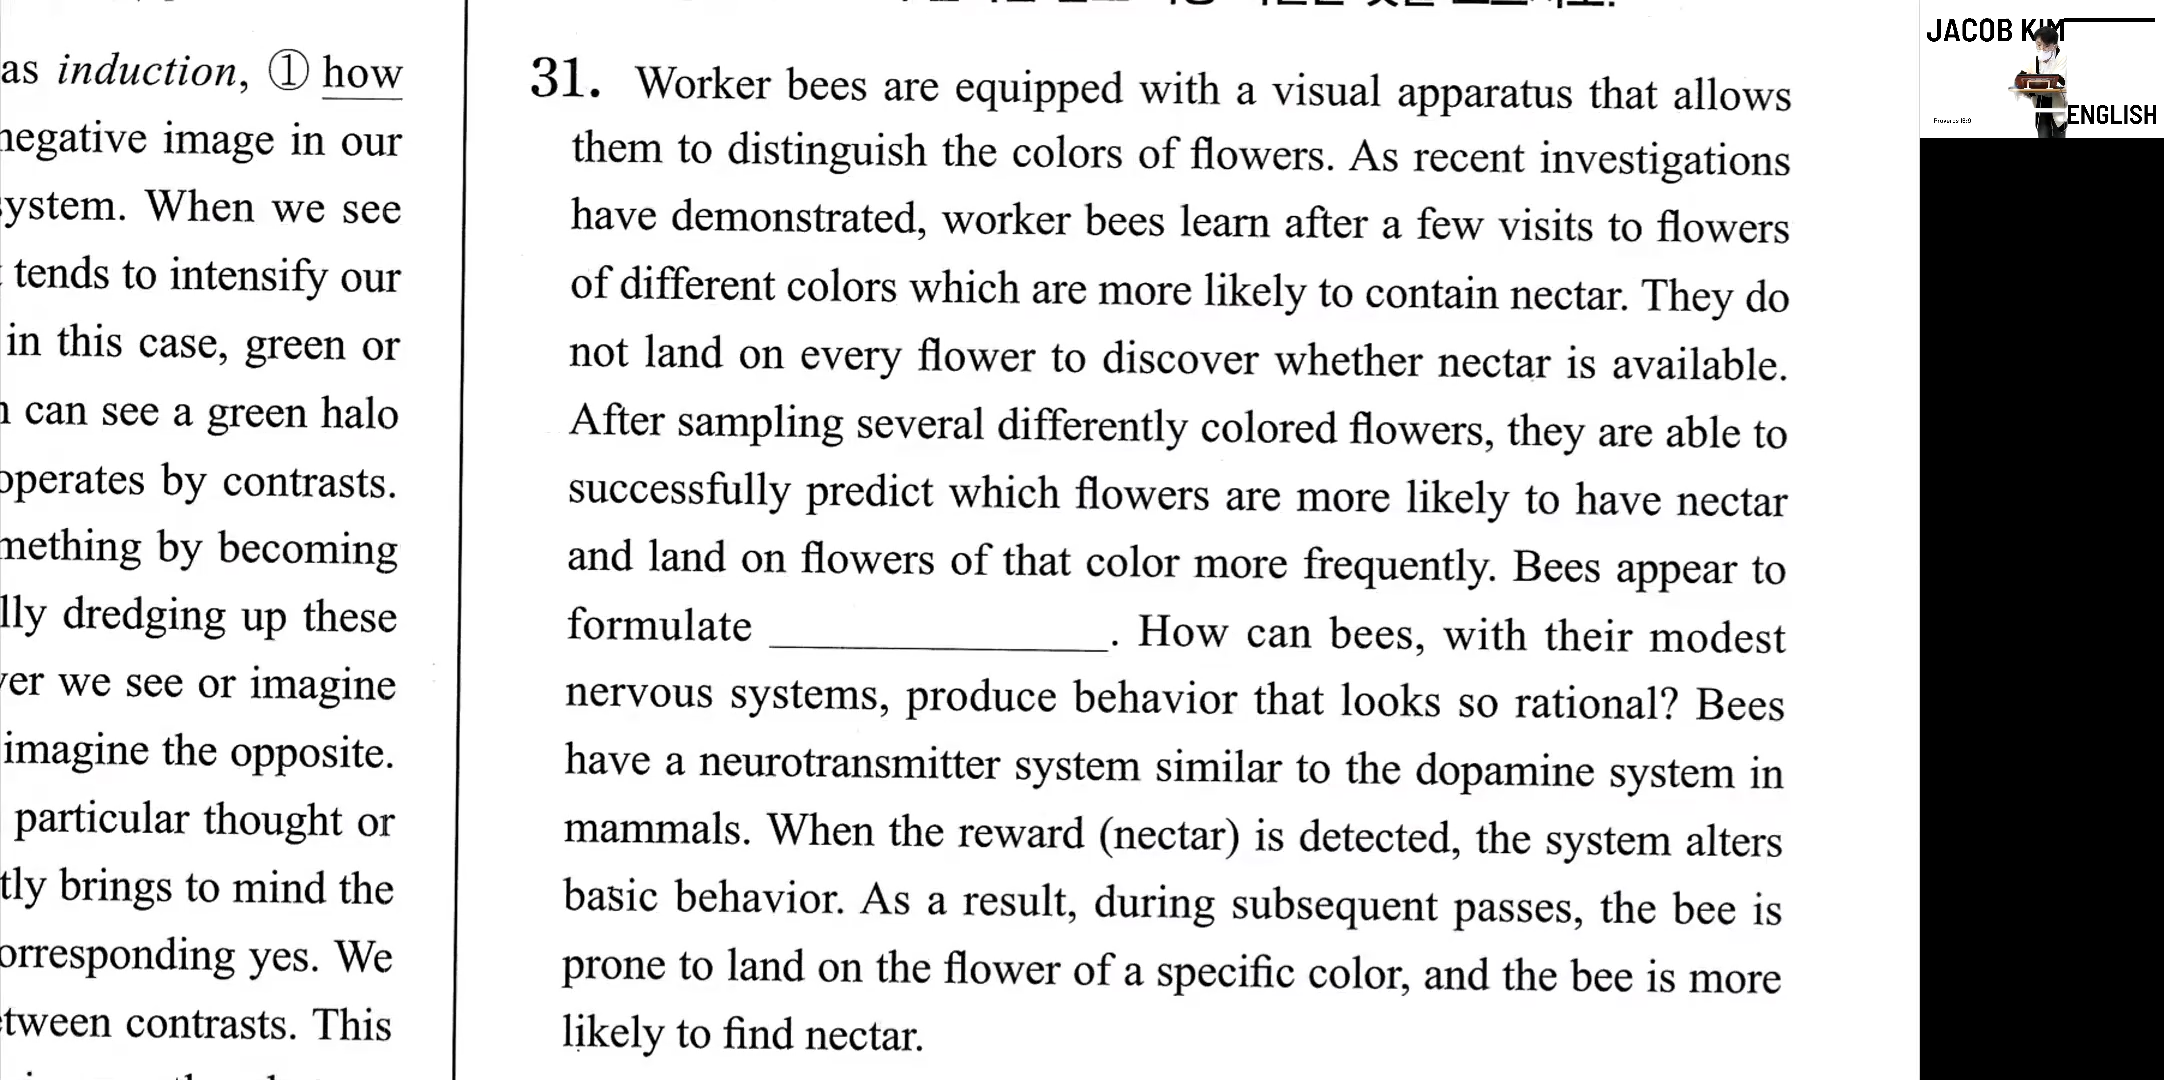 as induction, ① how
negative image in our
system. When we see
tends to intensify our
in this case, green or
can see a green halo
operates by contrasts.
mething by becoming
lly dredging up these
ver we see or imagine
imagine the opposite.
particular thought or
tly brings to mind the
orresponding yes. We
tween contrasts. This
31. Worker bees are equipped with a visual apparatus that allows
them to distinguish the colors of flowers. As recent investigations
have demonstrated, worker bees learn after a few visits to flowers
of different colors which are more likely to contain nectar. They do
not land on every flower to discover whether nectar is available.
After sampling several differently colored flowers, they are able to
successfully predict which flowers are more likely to have nectar
and land on flowers of that color more frequently. Bees appear to
formulate ____________. How can bees, with their modest
nervous systems, produce behavior that looks so rational? Bees
have a neurotransmitter system similar to the dopamine system in
mammals. When the reward (nectar) is detected, the system alters
basic behavior. As a result, during subsequent passes, the bee is
prone to land on the flower of a specific color, and the bee is more
likely to find nectar.
JACOB KIM
Proverbs 16:9
ENGLISH